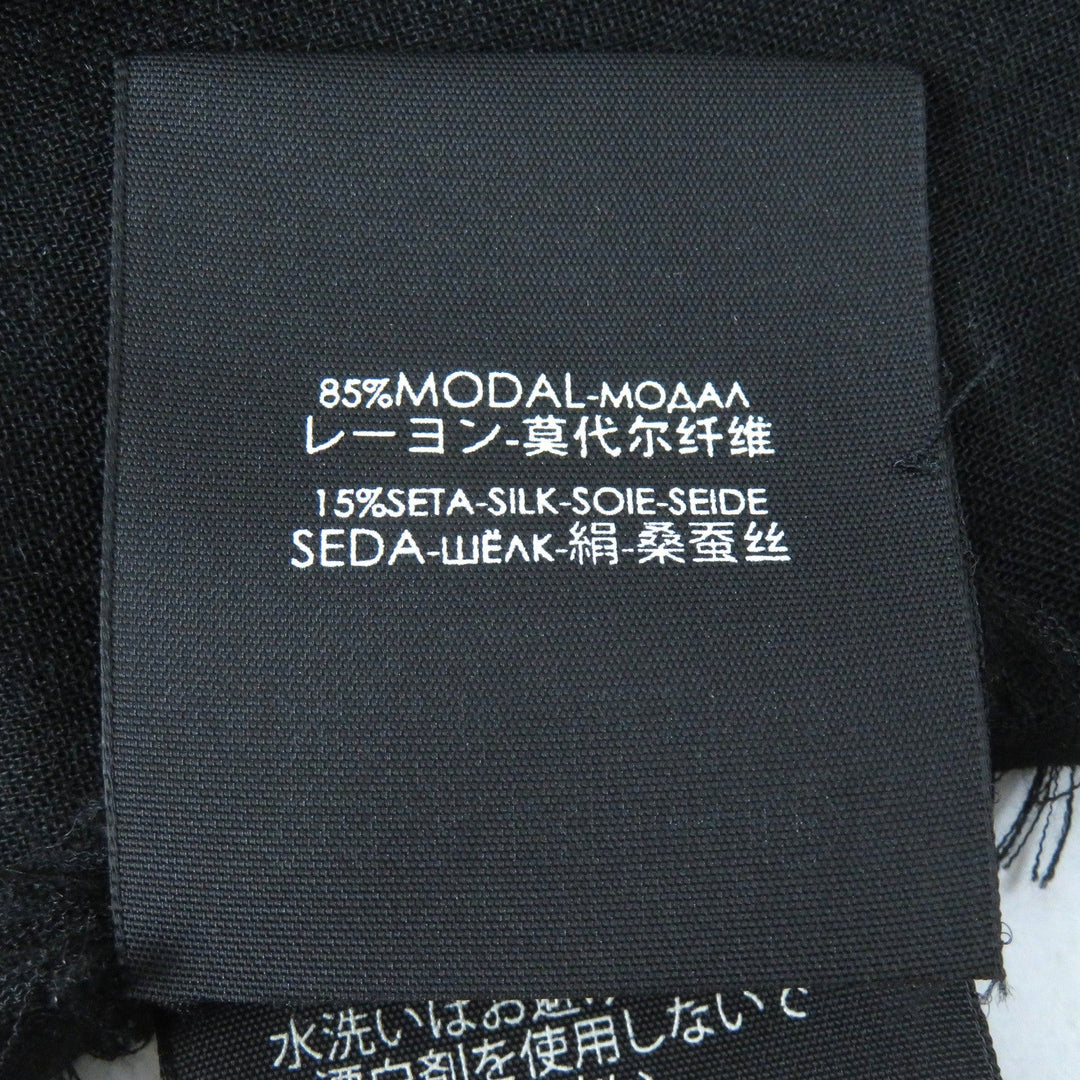 85%MODAL-МОДАЛ
レーヨン-莫代尔纤维
15%SETA-SILK-SOIE-SEIDE
SEDA-ШЁЛК-絹-桑蚕丝
水洗いはお避け
漂白剤を使用しないで